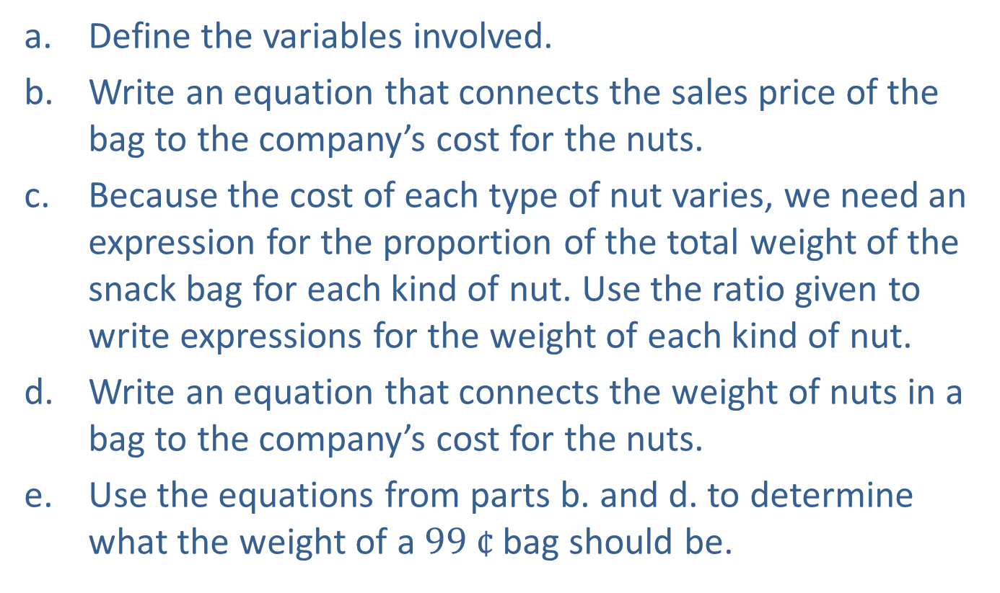 a. Define the variables involved.
b. Write an equation that connects the sales price of the
bag to the company’s cost for the nuts.
c. Because the cost of each type of nut varies, we need an
expression for the proportion of the total weight of the
snack bag for each kind of nut. Use the ratio given to
write expressions for the weight of each kind of nut.
d. Write an equation that connects the weight of nuts in a
bag to the company’s cost for the nuts.
e. Use the equations from parts b. and d. to determine
what the weight of a 99 ¢ bag should be.